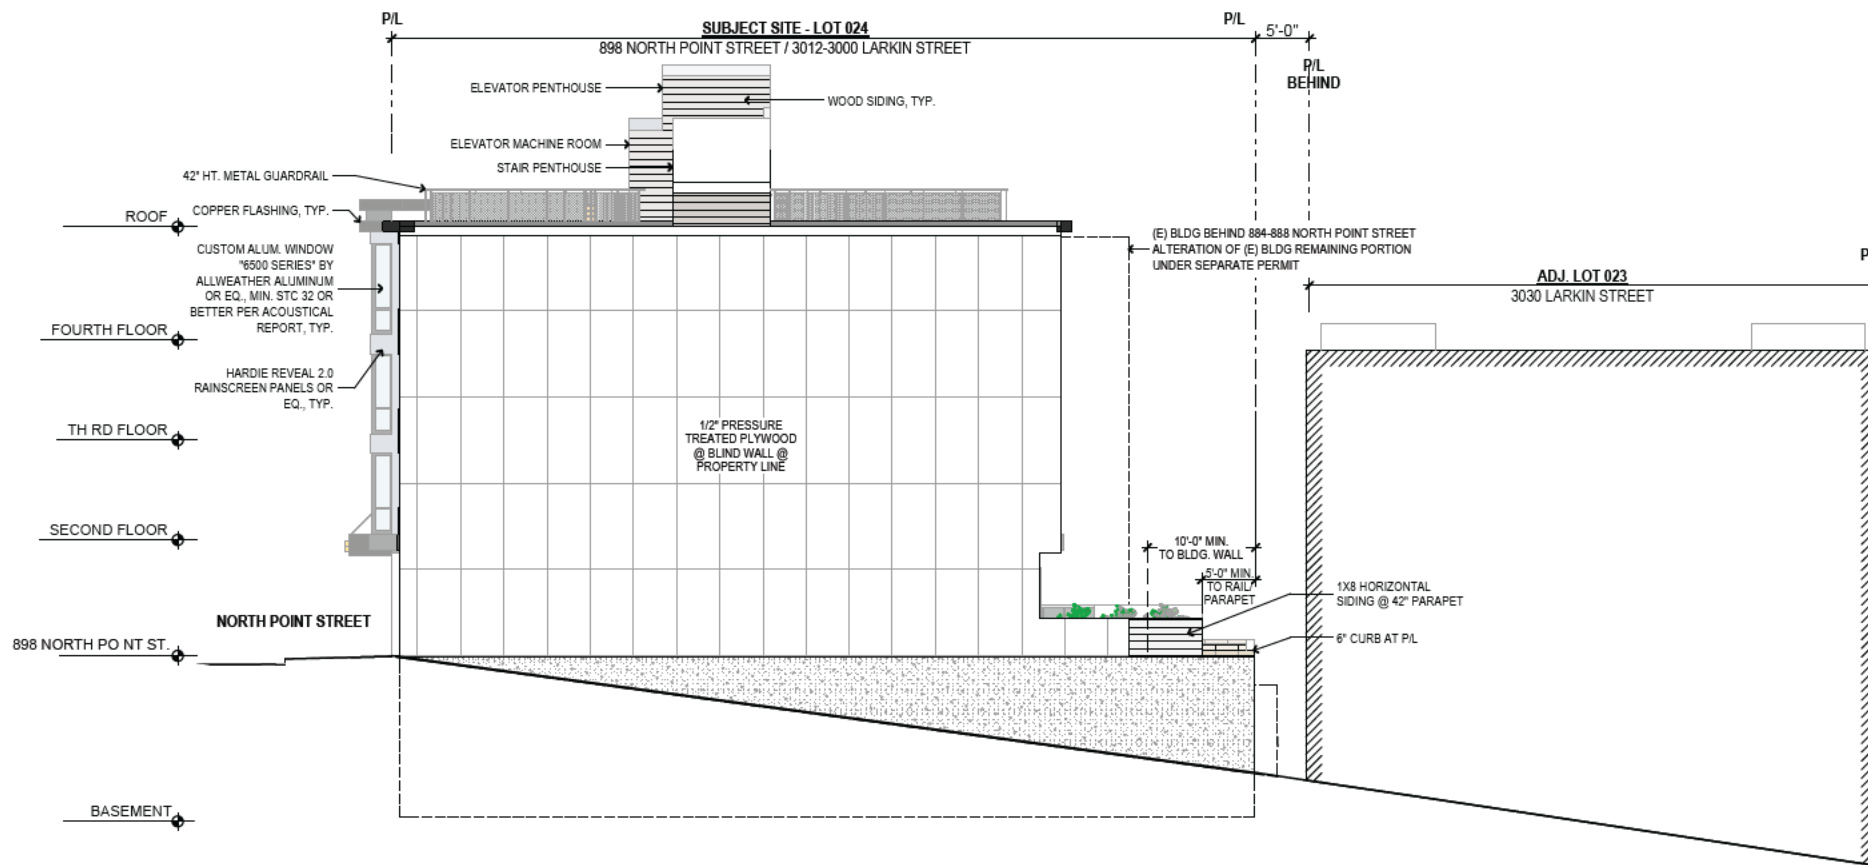 P/L
SUBJECT SITE - LOT 024
898 NORTH POINT STREET / 3012-3000 LARKIN STREET
P/L
5'-0"
P/L
BEHIND
ELEVATOR PENTHOUSE
WOOD SIDING, TYP.
ELEVATOR MACHINE ROOM
STAIR PENTHOUSE
42" HT. METAL GUARDRAIL
COPPER FLASHING, TYP.
ROOF
CUSTOM ALUM. WINDOW
"6500 SERIES" BY
ALLWEATHER ALUMINUM
OR EQ., MIN. STC 32 OR
BETTER PER ACOUSTICAL
REPORT, TYP.
(E) BLDG BEHIND 884-888 NORTH POINT STREET
ALTERATION OF (E) BLDG REMAINING PORTION
UNDER SEPARATE PERMIT
P
ADJ. LOT 023
3030 LARKIN STREET
FOURTH FLOOR
HARDIE REVEAL 2.0
RAINSCREEN PANELS OR
EQ., TYP.
TH RD FLOOR
1/2" PRESSURE
TREATED PLYWOOD
@ BLIND WALL @
PROPERTY LINE
SECOND FLOOR
10'-0" MIN.
TO BLDG. WALL
5'-0" MIN.
TO RAIL/
PARAPET
1X8 HORIZONTAL
SIDING @ 42" PARAPET
6" CURB AT P/L
NORTH POINT STREET
898 NORTH PO NT ST.
BASEMENT